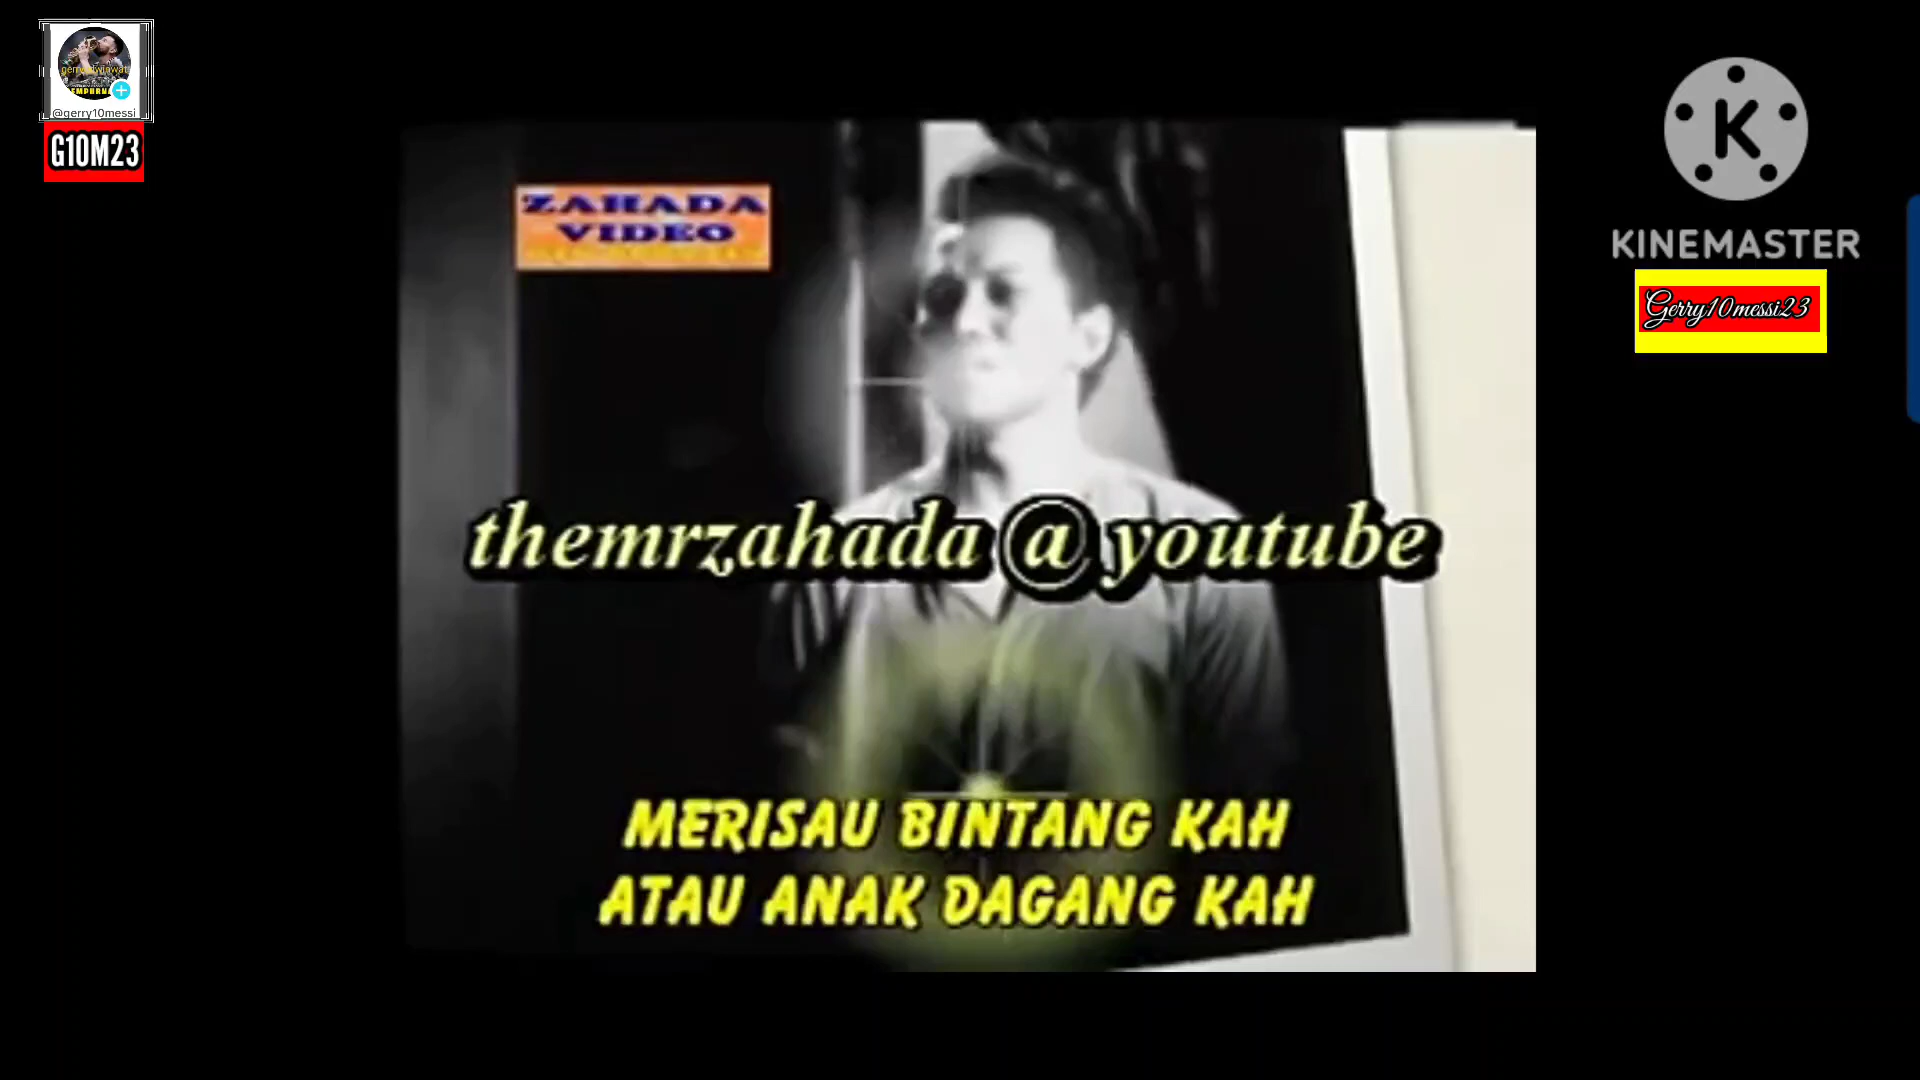 @gerry10messi
G10M23
ZAHADA
VIDEO
K
KINEMASTER
Gerry10messi23
themrzahada @ youtube
MERISAU BINTANG KAH
ATAU ANAK DAGANG KAH